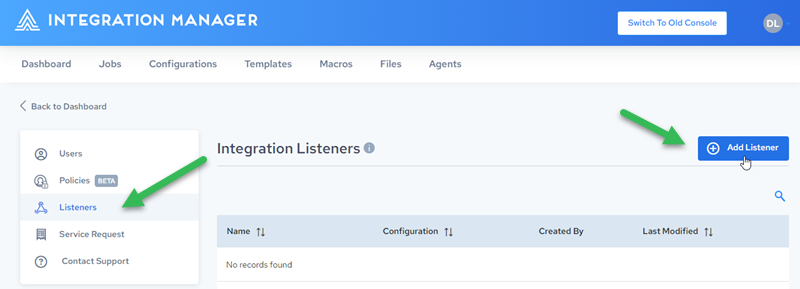 INTEGRATION MANAGER
Switch To Old Console
DL
Dashboard Jobs Configurations Templates Macros Files Agents
Back to Dashboard
Users
Policies BETA
Listeners
Service Request
Contact Support
Integration Listeners
Add Listener
Name Configuration Created By Last Modified
No records found